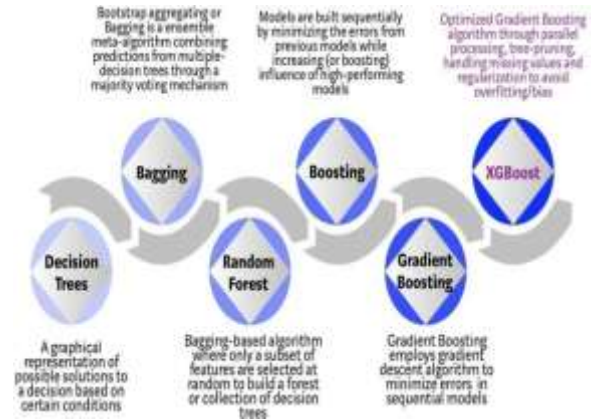 Bootstrap aggregating or
Bagging is a ensemble
meta-algorithm combining
predictions from multiple-
decision trees through a
majority voting mechanism
Models are built sequentially
by minimizing the errors from
previous models while
increasing (or boosting)
influence of high-performing
models
Optimized Gradient Boosting
algorithm through parallel
processing, tree-pruning,
handling missing values and
regularization to avoid
overfitting/bias
Bagging
Boosting
XGBoost
Decision
Trees
Random
Forest
Gradient
Boosting
A graphical
representation of
possible solutions to
a decision based on
certain conditions
Bagging-based algorithm
where only a subset of
features are selected at
random to build a forest
or collection of decision
trees
Gradient Boosting
employs gradient
descent algorithm to
minimize errors in
sequential models